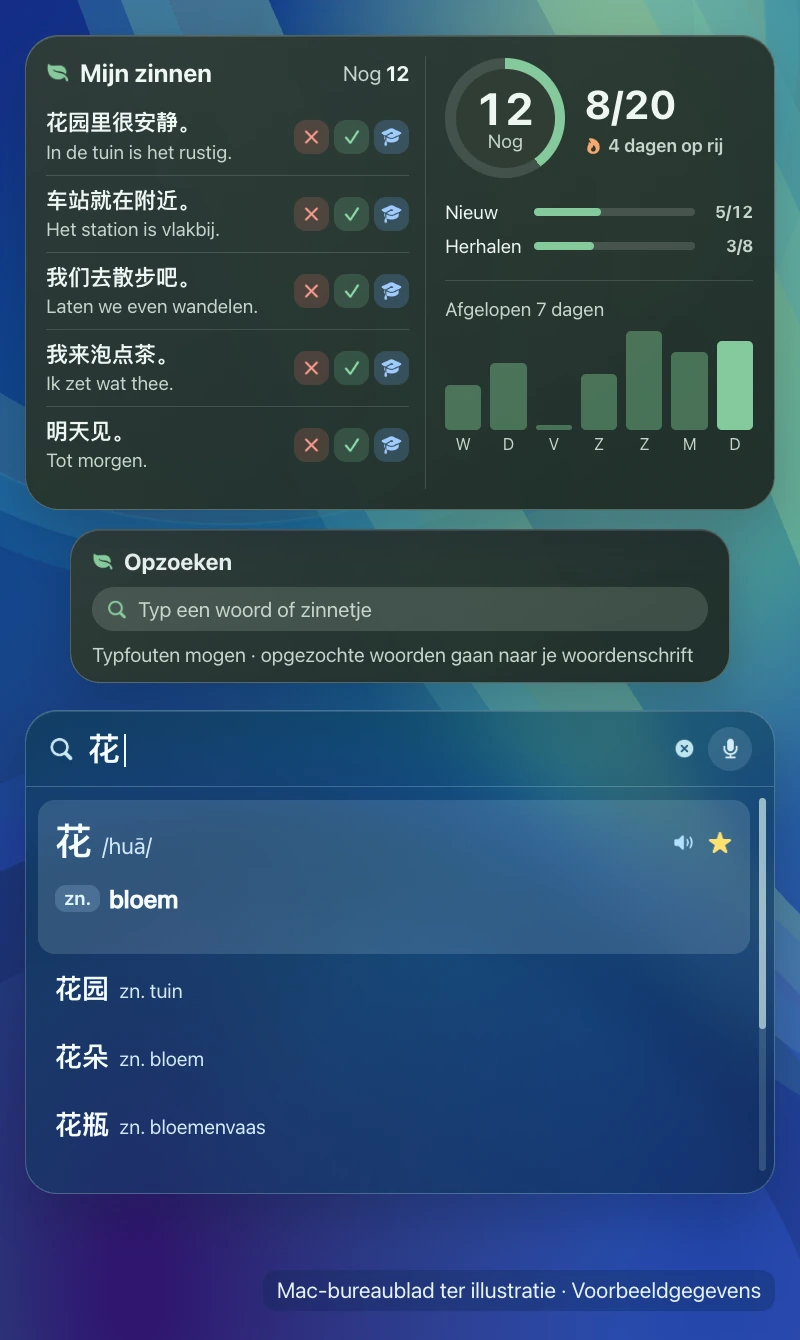 Mijn zinnen
Nog 12
花园里很安静。
In de tuin is het rustig.
车站就在附近。
Het station is vlakbij.
我们去散步吧。
Laten we even wandelen.
我来泡点茶。
Ik zet wat thee.
明天见。
Tot morgen.
12
Nog
8/20
4 dagen op rij
Nieuw 5/12
Herhalen 3/8
Afgelopen 7 dagen
W D V Z Z M D
Opzoeken
Typ een woord of zinnetje
Typfouten mogen · opgezochte woorden gaan naar je woordenschrift
花
花 /huā/
zn. bloem
花园 zn. tuin
花朵 zn. bloem
花瓶 zn. bloemenvaas
Mac-bureaublad ter illustratie · Voorbeeldgegevens